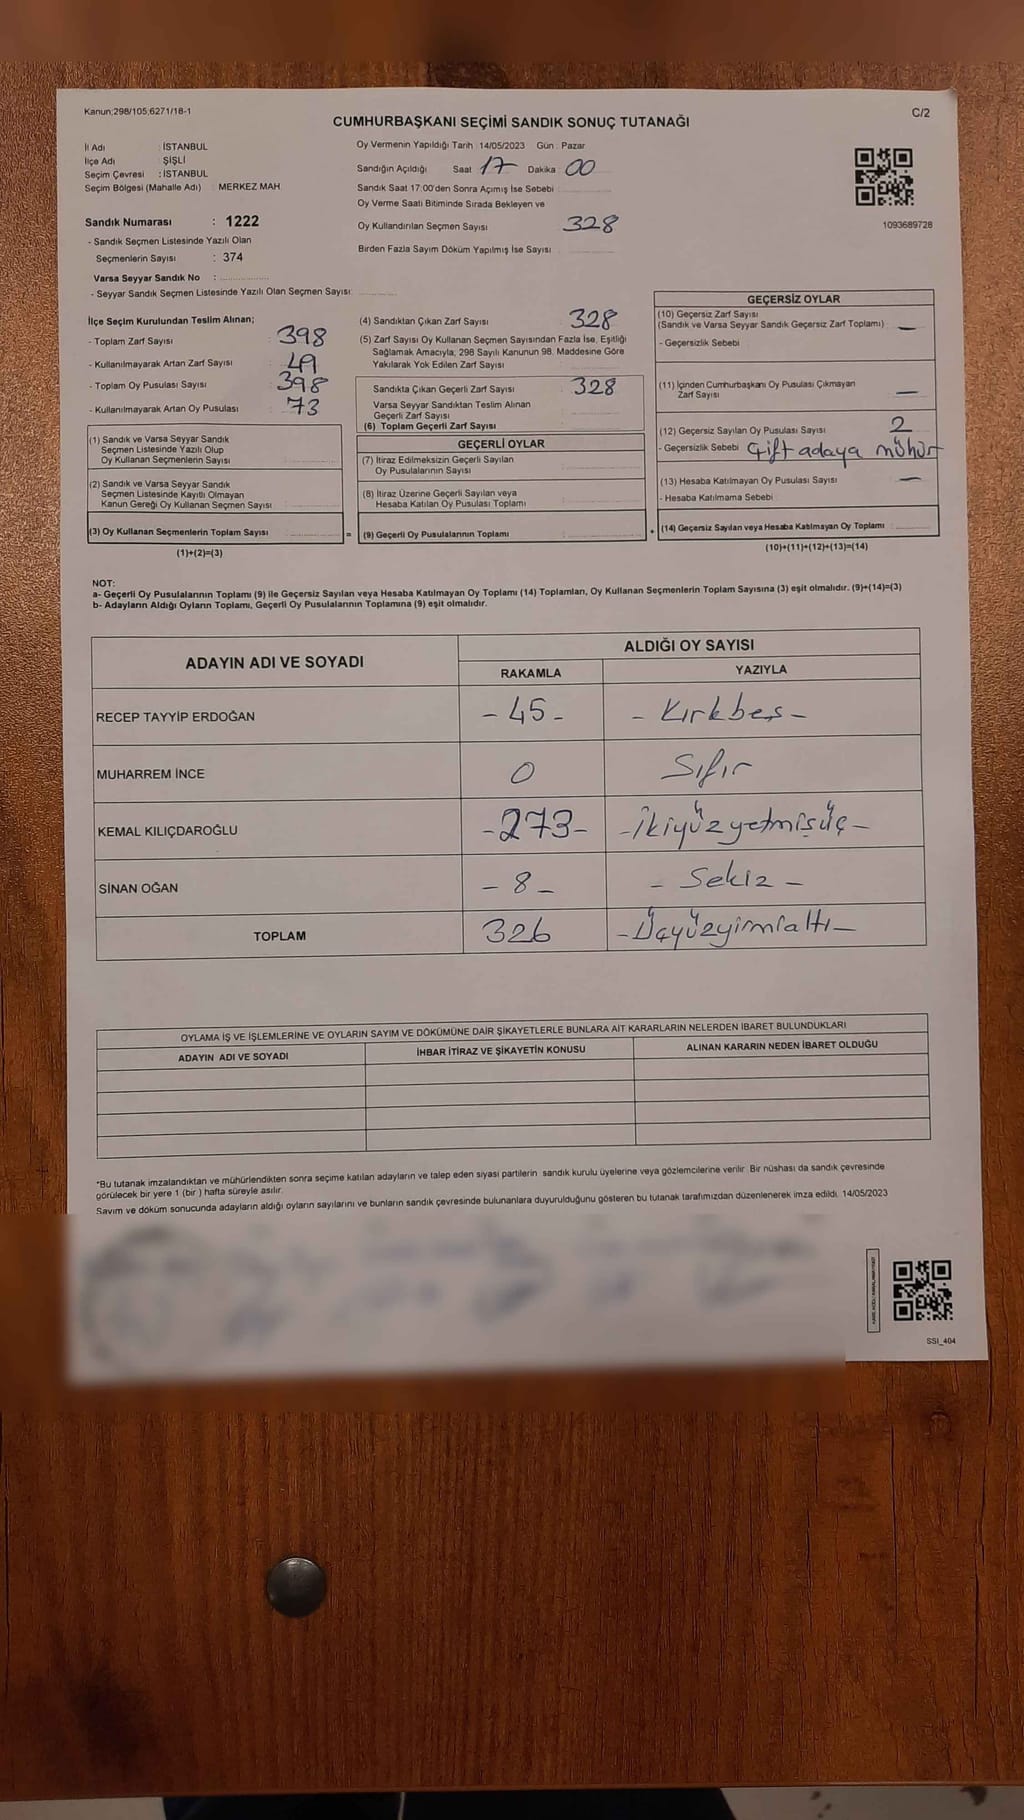 Kanun;298/105;6271/18-1
C/2
CUMHURBAŞKANI SEÇİMİ SANDIK SONUÇ TUTANAĞI
İl Adı : İSTANBUL
İlçe Adı : ŞİŞLİ
Seçim Çevresi : İSTANBUL
Seçim Bölgesi (Mahalle Adı) : MERKEZ MAH
Sandık Numarası : 1222
- Sandık Seçmen Listesinde Yazılı Olan
Seçmenlerin Sayısı : 374
Varsa Seyyar Sandık No :
- Seyyar Sandık Seçmen Listesinde Yazılı Olan Seçmen Sayısı:
Oy Vermenin Yapıldığı Tarih : 14/05/2023 Gün : Pazar
Sandığın Açıldığı Saat 17 Dakika 00
Sandık Saat 17:00'den Sonra Açımış İse Sebebi :
Oy Verme Saati Bitiminde Sırada Bekleyen ve
Oy Kullandırılan Seçmen Sayısı 328
Birden Fazla Sayım Döküm Yapılmış İse Sayısı :
1093689728
İlçe Seçim Kurulundan Teslim Alınan;
- Toplam Zarf Sayısı : 398
- Kullanılmayarak Artan Zarf Sayısı :
- Toplam Oy Pusulası Sayısı : 398
- Kullanılmayarak Artan Oy Pusulası : 73
(1) Sandık ve Varsa Seyyar Sandık
Seçmen Listesinde Yazılı Olup
Oy Kullanan Seçmenlerin Sayısı :
(2) Sandık ve Varsa Seyyar Sandık
Seçmen Listesinde Kayıtlı Olmayan
Kanun Gereği Oy Kullanan Seçmen Sayısı :
(3) Oy Kullanan Seçmenlerin Toplam Sayısı :
(1)+(2)=(3)
(4) Sandıktan Çıkan Zarf Sayısı : 328
(5) Zarf Sayısı Oy Kullanan Seçmen Sayısından Fazla İse, Eşitliği
Sağlamak Amacıyla; 298 Sayılı Kanunun 98. Maddesine Göre
Yakılarak Yok Edilen Zarf Sayısı :
Sandıkta Çıkan Geçerli Zarf Sayısı : 328
Varsa Seyyar Sandıktan Teslim Alınan
Geçerli Zarf Sayısı :
(6) Toplam Geçerli Zarf Sayısı :
GEÇERLİ OYLAR
(7) İtiraz Edilmeksizin Geçerli Sayılan
Oy Pusulalarının Sayısı :
(8) İtiraz Üzerine Geçerli Sayılan veya
Hesaba Katılan Oy Pusulası Toplamı :
= (9) Geçerli Oy Pusulalarının Toplamı :
GEÇERSİZ OYLAR
(10) Geçersiz Zarf Sayısı
(Sandık ve Varsa Seyyar Sandık Geçersiz Zarf Toplamı) : —
- Geçersizlik Sebebi :
(11) İçinden Cumhurbaşkanı Oy Pusulası Çıkmayan
Zarf Sayısı : —
(12) Geçersiz Sayılan Oy Pusulası Sayısı : 2
- Geçersizlik Sebebi : Çift adaya mühür
(13) Hesaba Katılmayan Oy Pusulası Sayısı : —
- Hesaba Katılmama Sebebi :
+ (14) Geçersiz Sayılan veya Hesaba Katılmayan Oy Toplamı :
(10)+(11)+(12)+(13)=(14)
NOT:
a- Geçerli Oy Pusulalarının Toplamı (9) ile Geçersiz Sayılan veya Hesaba Katılmayan Oy Toplamı (14) Toplamları, Oy Kullanan Seçmenlerin Toplam Sayısına (3) eşit olmalıdır. (9)+(14)=(3)
b- Adayların Aldığı Oyların Toplamı, Geçerli Oy Pusulalarının Toplamına (9) eşit olmalıdır.
ADAYIN ADI VE SOYADI ALDIĞI OY SAYISI
RAKAMLA YAZIYLA
RECEP TAYYİP ERDOĞAN - 45 - - Kırkbeş -
MUHARREM İNCE 0 Sıfır
KEMAL KILIÇDAROĞLU - 273 - - İkiyüzyetmişüç -
SİNAN OĞAN - 8 - - Sekiz -
TOPLAM 326 - Üçyüzyirmialtı -
OYLAMA İŞ VE İŞLEMLERİNE VE OYLARIN SAYIM VE DÖKÜMÜNE DAİR ŞİKAYETLERLE BUNLARA AİT KARARLARIN NELERDEN İBARET BULUNDUKLARI
ADAYIN ADI VE SOYADI İHBAR İTİRAZ VE ŞİKAYETİN KONUSU ALINAN KARARIN NEDEN İBARET OLDUĞU
*Bu tutanak imzalandıktan ve mühürlendikten sonra seçime katılan adayların ve talep eden siyasi partilerin sandık kurulu üyelerine veya gözlemcilerine verilir. Bir nüshası da sandık çevresinde
görülecek bir yere 1 (bir ) hafta süreyle asılır.
Sayım ve döküm sonucunda adayların aldığı oyların sayılarını ve bunların sandık çevresinde bulunanlara duyurulduğunu gösteren bu tutanak tarafımızdan düzenlenerek imza edildi. 14/05/2023
SSI_404